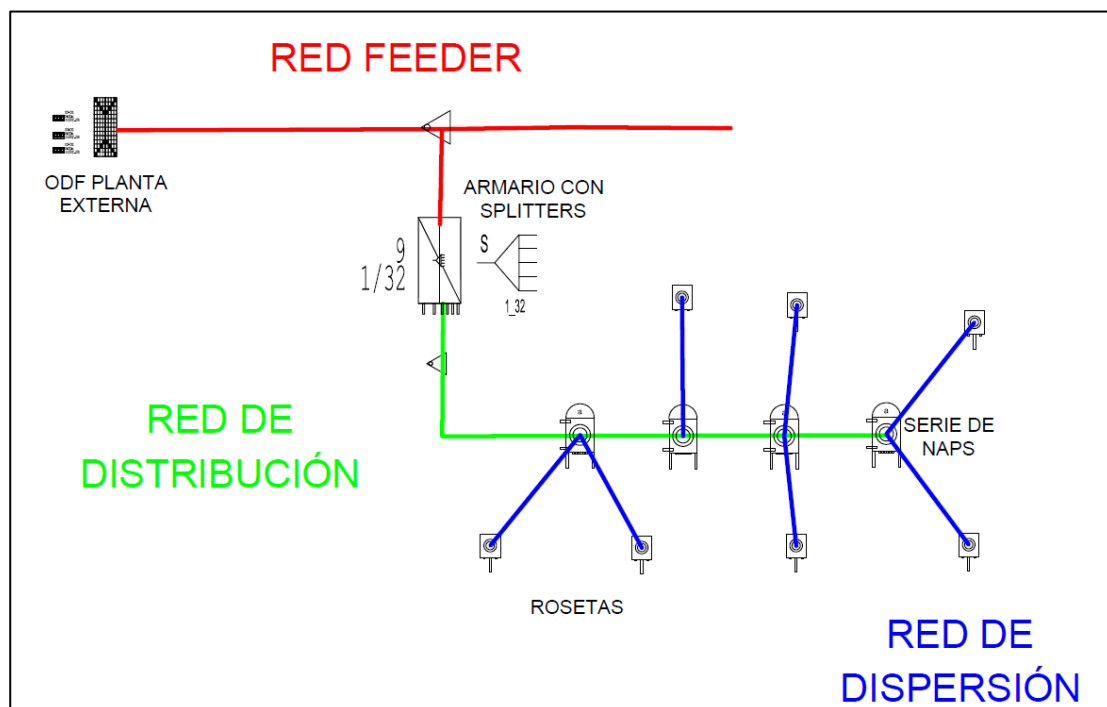 RED FEEDER
ODF PLANTA
EXTERNA
ARMARIO CON
SPLITTERS
9
1/32
S
1_32
RED DE
DISTRIBUCIÓN
a
a
a
a
SERIE DE
NAPS
ROSETAS
RED DE
DISPERSIÓN